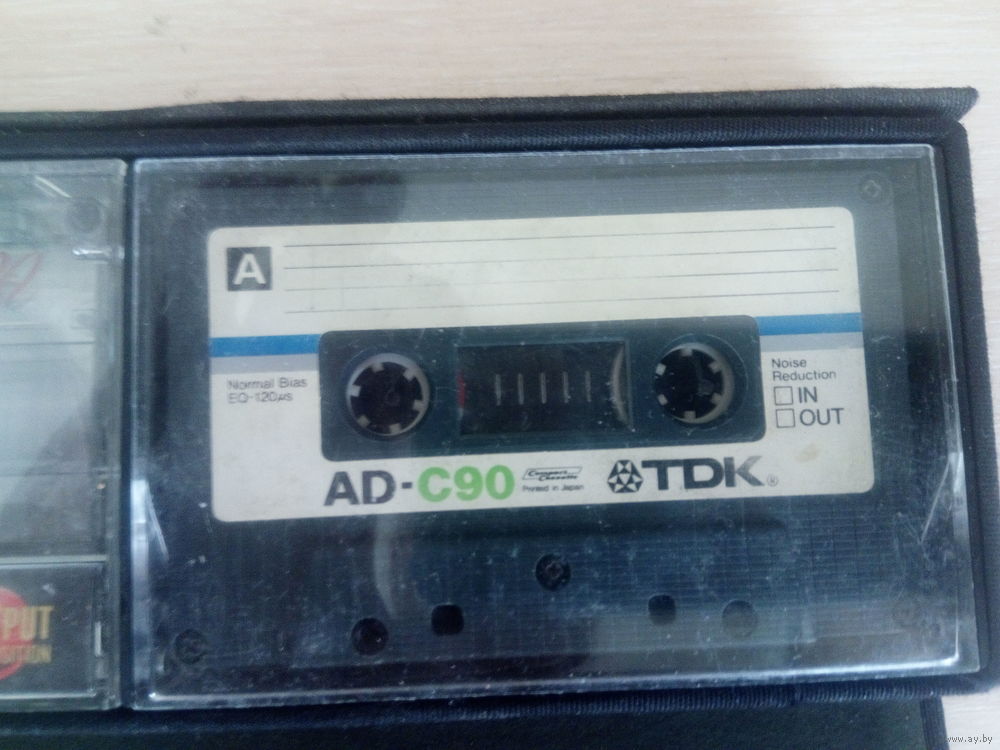 A
Normal Bias
EQ-120μs
Noise
Reduction
IN
OUT
AD-C90
Compact
Cassette
Printed in Japan
TDK®
PUT
www.ay.by